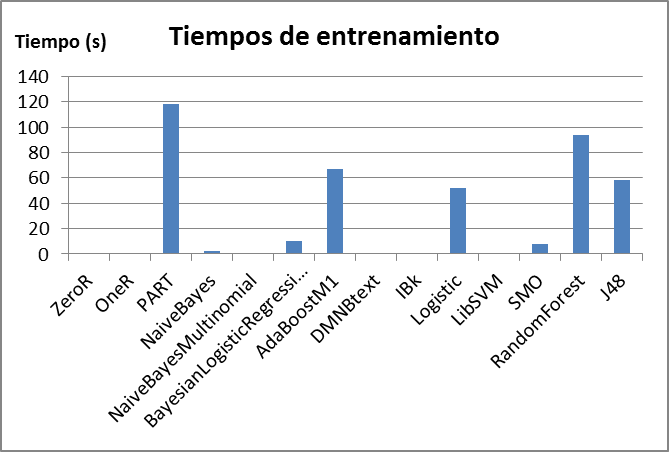 Tiempos de entrenamiento
Tiempo (s)
140
120
100
80
60
40
20
0
ZeroR
OneR
PART
NaiveBayes
NaiveBayesMultinomial
BayesianLogisticRegressi...
AdaBoostM1
DMNBtext
IBk
Logistic
LibSVM
SMO
RandomForest
J48